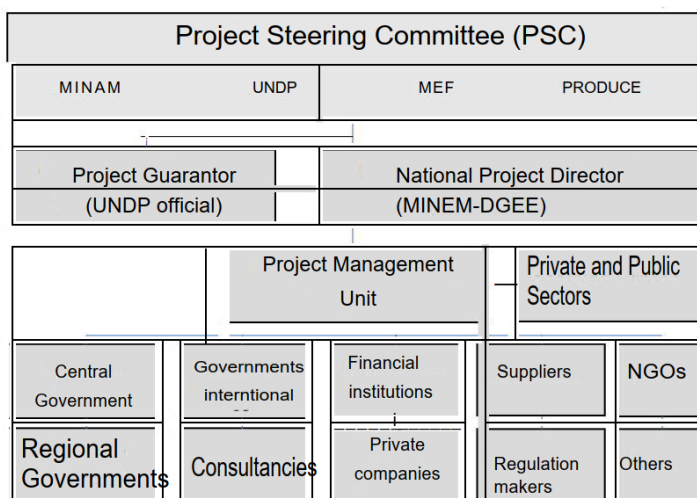 Project Steering Committee (PSC)
MINAM UNDP MEF PRODUCE
Project Guarantor
(UNDP official)
National Project Director
(MINEM-DGEE)
Project Management
Unit
Private and Public
Sectors
Central
Government
Governments
interntional
Financial
institutions
Suppliers
NGOs
Regional
Governments
Consultancies
Private
companies
Regulation
makers
Others